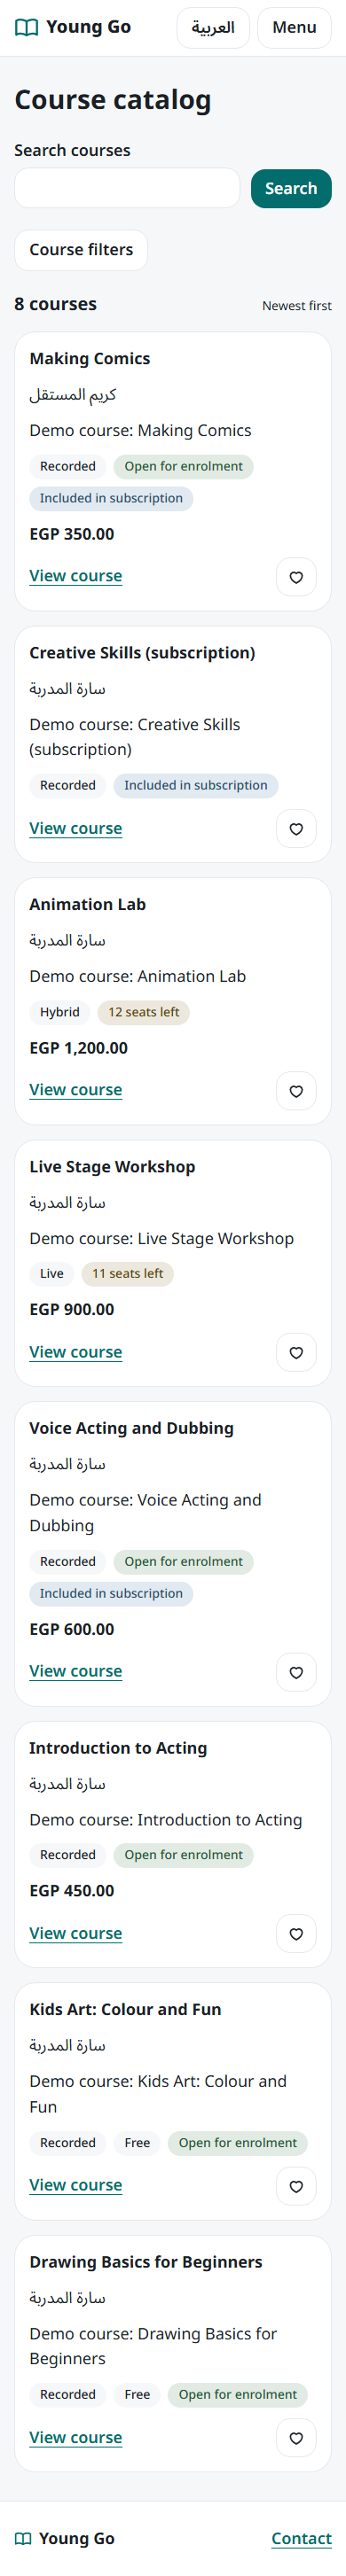 Young Go
العربية
Menu
Course catalog
Search courses
Search
Course filters
8 courses
Newest first
Making Comics
كريم المستقل
Demo course: Making Comics
Recorded
Open for enrolment
Included in subscription
EGP 350.00
View course
Creative Skills (subscription)
سارة المدربة
Demo course: Creative Skills
(subscription)
Recorded
Included in subscription
View course
Animation Lab
سارة المدربة
Demo course: Animation Lab
Hybrid
12 seats left
EGP 1,200.00
View course
Live Stage Workshop
سارة المدربة
Demo course: Live Stage Workshop
Live
11 seats left
EGP 900.00
View course
Voice Acting and Dubbing
سارة المدربة
Demo course: Voice Acting and
Dubbing
Recorded
Open for enrolment
Included in subscription
EGP 600.00
View course
Introduction to Acting
سارة المدربة
Demo course: Introduction to Acting
Recorded
Open for enrolment
EGP 450.00
View course
Kids Art: Colour and Fun
سارة المدربة
Demo course: Kids Art: Colour and
Fun
Recorded
Free
Open for enrolment
View course
Drawing Basics for Beginners
سارة المدربة
Demo course: Drawing Basics for
Beginners
Recorded
Free
Open for enrolment
View course
Young Go
Contact